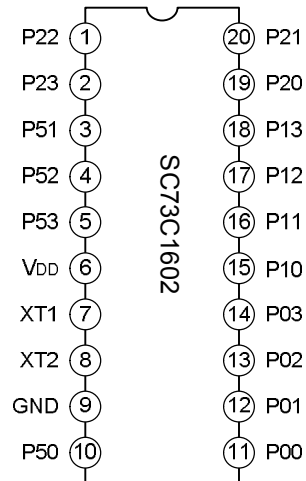 P22 1 20 P21
P23 2 19 P20
P51 3 18 P13
P52 4 17 P12
P53 5 16 P11
VDD 6 15 P10
XT1 7 14 P03
XT2 8 13 P02
GND 9 12 P01
P50 10 11 P00
SC73C1602